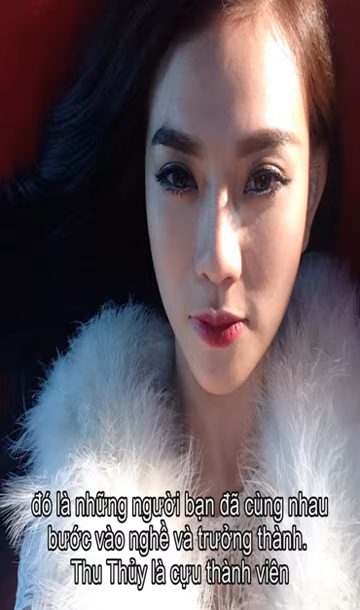 đó là những người bạn đã cùng nhau
bước vào nghề và trưởng thành.
Thu Thủy là cựu thành viên